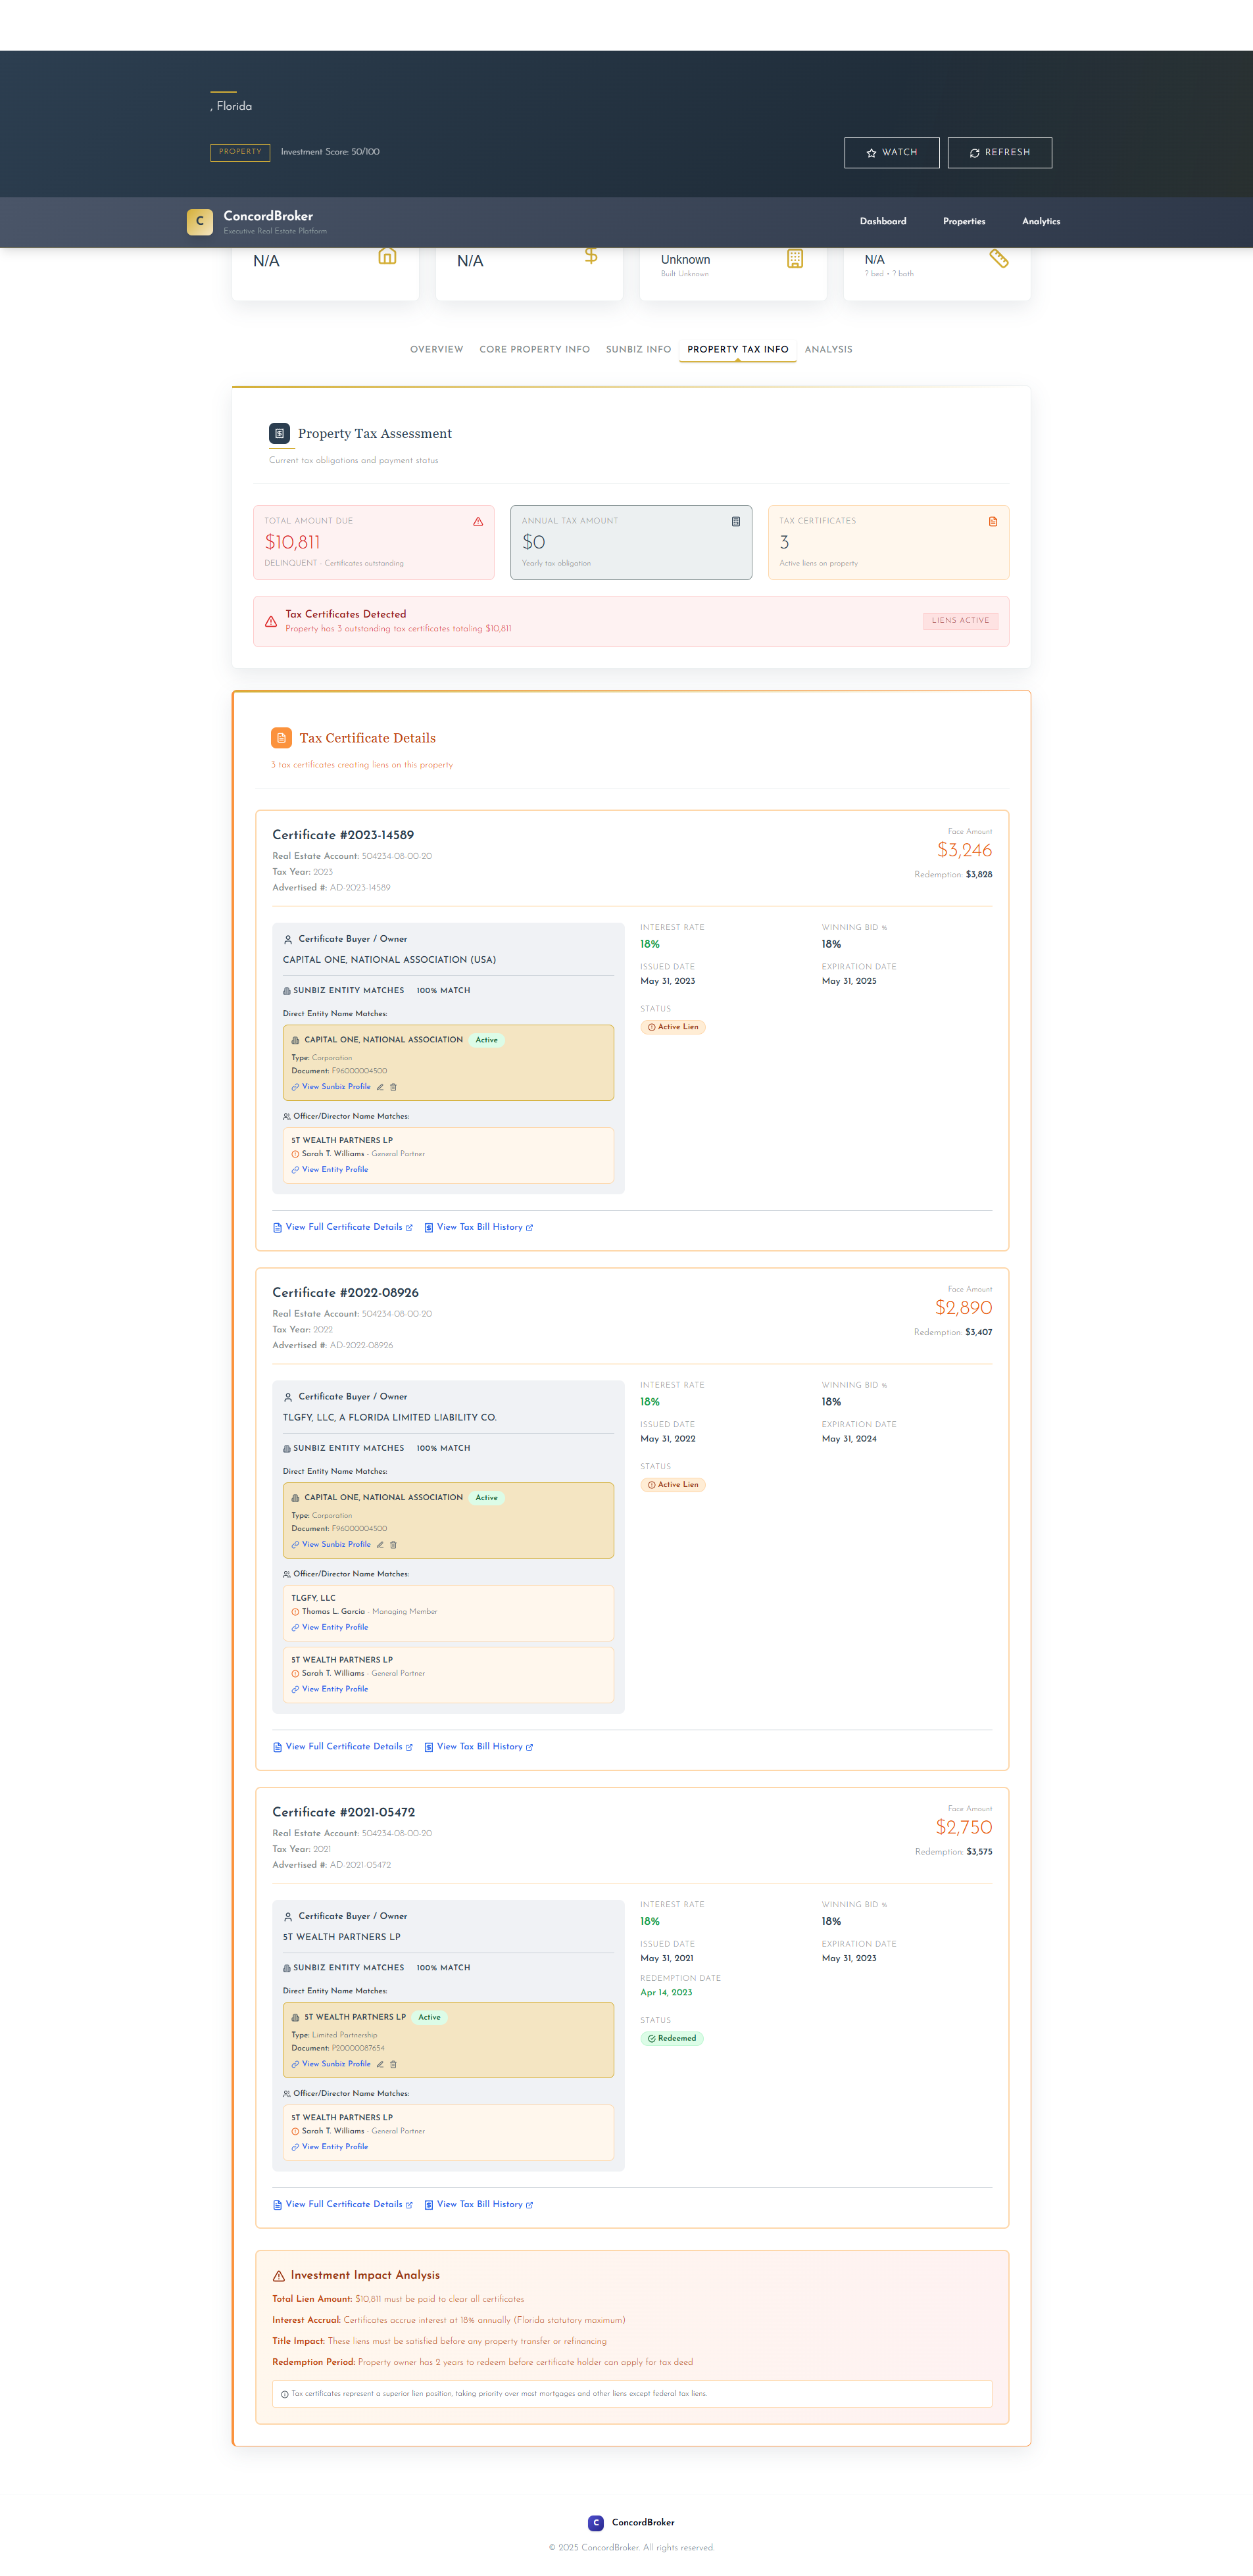 , Florida
PROPERTY
Investment Score: 50/100
WATCH
REFRESH
C
ConcordBroker
Executive Real Estate Platform
Dashboard
Properties
Analytics
N/A
N/A
Unknown
Built Unknown
N/A
? bed • ? bath
OVERVIEW
CORE PROPERTY INFO
SUNBIZ INFO
PROPERTY TAX INFO
ANALYSIS
Property Tax Assessment
Current tax obligations and payment status
TOTAL AMOUNT DUE
$10,811
DELINQUENT - Certificates outstanding
ANNUAL TAX AMOUNT
$0
Yearly tax obligation
TAX CERTIFICATES
3
Active liens on property
Tax Certificates Detected
Property has 3 outstanding tax certificates totaling $10,811
LIENS ACTIVE
Tax Certificate Details
3 tax certificates creating liens on this property
Certificate #2023-14589
Real Estate Account: 504234-08-00-20
Tax Year: 2023
Advertised #: AD-2023-14589
Face Amount
$3,246
Redemption: $3,828
Certificate Buyer / Owner
CAPITAL ONE, NATIONAL ASSOCIATION (USA)
SUNBIZ ENTITY MATCHES 100% MATCH
Direct Entity Name Matches:
CAPITAL ONE, NATIONAL ASSOCIATION Active
Type: Corporation
Document: F96000004500
View Sunbiz Profile
Officer/Director Name Matches:
5T WEALTH PARTNERS LP
Sarah T. Williams - General Partner
View Entity Profile
INTEREST RATE
18%
WINNING BID %
18%
ISSUED DATE
May 31, 2023
EXPIRATION DATE
May 31, 2025
STATUS
Active Lien
View Full Certificate Details
View Tax Bill History
Certificate #2022-08926
Real Estate Account: 504234-08-00-20
Tax Year: 2022
Advertised #: AD-2022-08926
Face Amount
$2,890
Redemption: $3,407
Certificate Buyer / Owner
TLGFY, LLC, A FLORIDA LIMITED LIABILITY CO.
SUNBIZ ENTITY MATCHES 100% MATCH
Direct Entity Name Matches:
CAPITAL ONE, NATIONAL ASSOCIATION Active
Type: Corporation
Document: F96000004500
View Sunbiz Profile
Officer/Director Name Matches:
TLGFY, LLC
Thomas L. Garcia - Managing Member
View Entity Profile
5T WEALTH PARTNERS LP
Sarah T. Williams - General Partner
View Entity Profile
INTEREST RATE
18%
WINNING BID %
18%
ISSUED DATE
May 31, 2022
EXPIRATION DATE
May 31, 2024
STATUS
Active Lien
View Full Certificate Details
View Tax Bill History
Certificate #2021-05472
Real Estate Account: 504234-08-00-20
Tax Year: 2021
Advertised #: AD-2021-05472
Face Amount
$2,750
Redemption: $3,575
Certificate Buyer / Owner
5T WEALTH PARTNERS LP
SUNBIZ ENTITY MATCHES 100% MATCH
Direct Entity Name Matches:
5T WEALTH PARTNERS LP Active
Type: Limited Partnership
Document: P20000087654
View Sunbiz Profile
Officer/Director Name Matches:
5T WEALTH PARTNERS LP
Sarah T. Williams - General Partner
View Entity Profile
INTEREST RATE
18%
WINNING BID %
18%
ISSUED DATE
May 31, 2021
EXPIRATION DATE
May 31, 2023
REDEMPTION DATE
Apr 14, 2023
STATUS
Redeemed
View Full Certificate Details
View Tax Bill History
Investment Impact Analysis
Total Lien Amount: $10,811 must be paid to clear all certificates
Interest Accrual: Certificates accrue interest at 18% annually (Florida statutory maximum)
Title Impact: These liens must be satisfied before any property transfer or refinancing
Redemption Period: Property owner has 2 years to redeem before certificate holder can apply for tax deed
Tax certificates represent a superior lien position, taking priority over most mortgages and other liens except federal tax liens.
C
ConcordBroker
© 2025 ConcordBroker. All rights reserved.